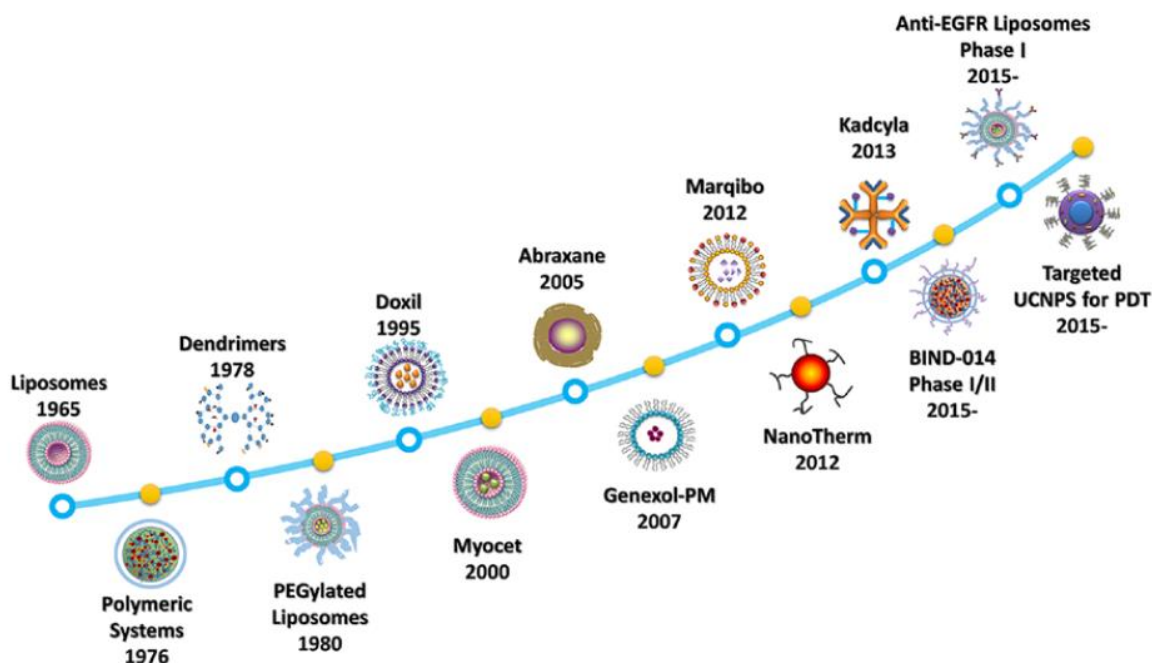 Liposomes
1965
Polymeric
Systems
1976
Dendrimers
1978
PEGylated
Liposomes
1980
Doxil
1995
Myocet
2000
Abraxane
2005
Genexol-PM
2007
Marqibo
2012
NanoTherm
2012
Kadcyla
2013
BIND-014
Phase I/II
2015-
Anti-EGFR Liposomes
Phase I
2015-
Targeted
UCNPS for PDT
2015-